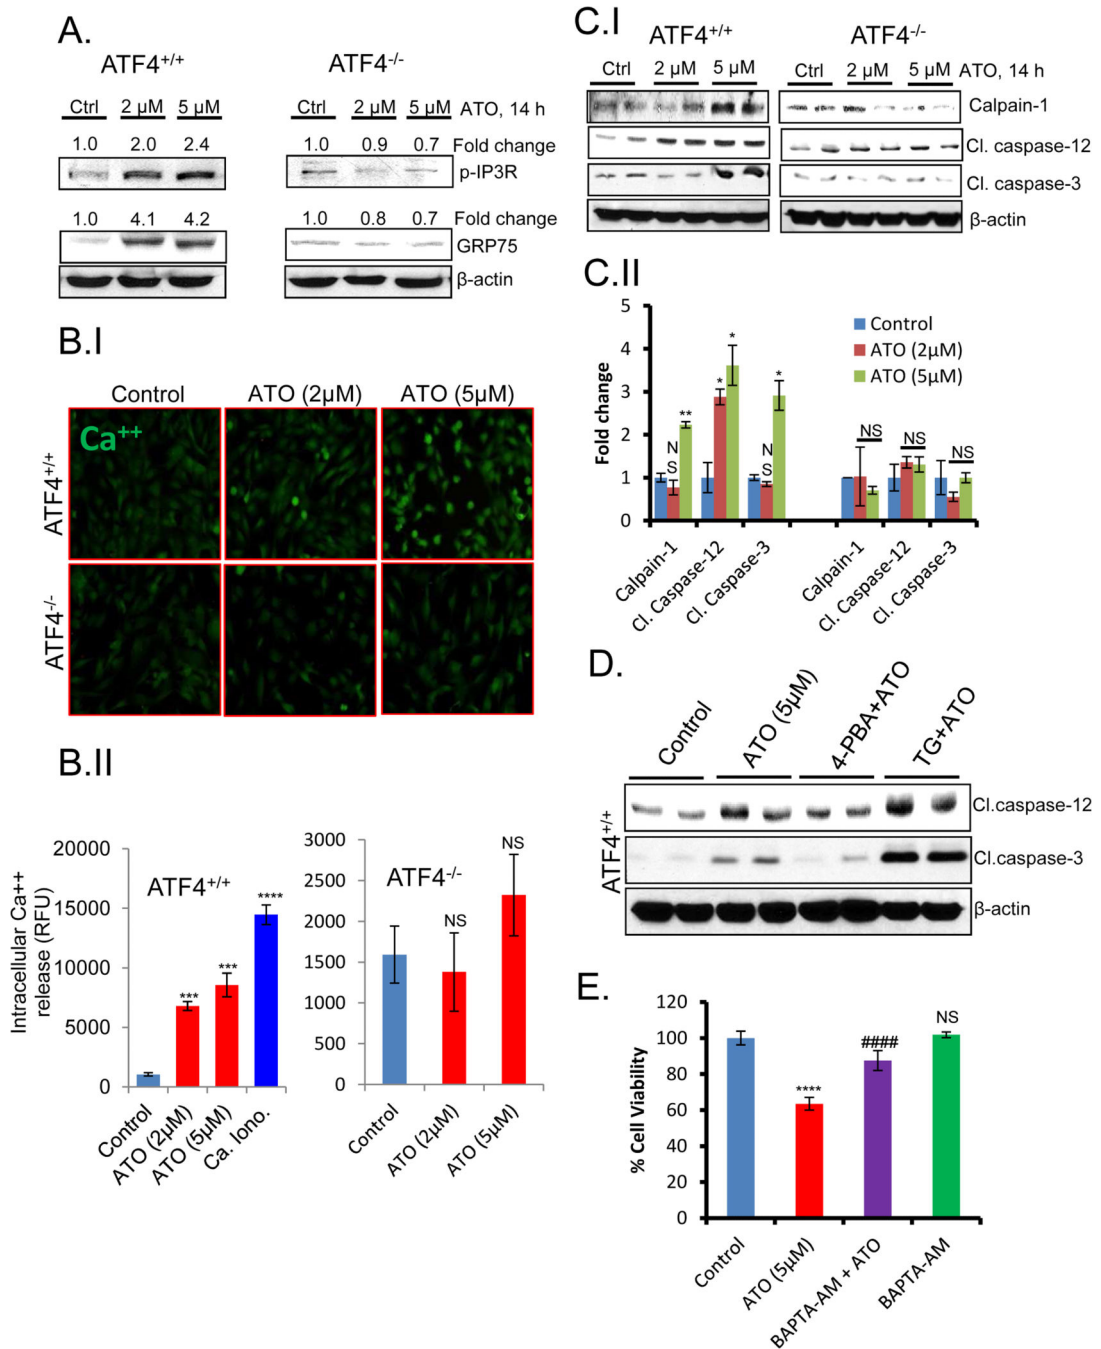 A.
ATF4+/+ ATF4-/-
Ctrl 2 µM 5 µM Ctrl 2 µM 5 µM ATO, 14 h
1.0 2.0 2.4 1.0 0.9 0.7 Fold change
p-IP3R
1.0 4.1 4.2 1.0 0.8 0.7 Fold change
GRP75
β-actin
B.I
Control ATO (2µM) ATO (5µM)
Ca++
ATF4+/+
ATF4-/-
B.II
Intracellular Ca++
release (RFU)
20000
15000
10000
5000
0
ATF4+/+
***
***
****
Control
ATO (2µM)
ATO (5µM)
Ca. Iono.
3000
2500
2000
1500
1000
500
0
ATF4-/-
NS
NS
Control
ATO (2µM)
ATO (5µM)
C.I
ATF4+/+ ATF4-/-
Ctrl 2 µM 5 µM Ctrl 2 µM 5 µM ATO, 14 h
Calpain-1
Cl. caspase-12
Cl. caspase-3
β-actin
C.II
Fold change
5
4
3
2
1
0
Control
ATO (2µM)
ATO (5µM)
N
S
**
*
*
N
S
*
NS
NS
NS
Calpain-1
Cl. Caspase-12
Cl. Caspase-3
Calpain-1
Cl. Caspase-12
Cl. Caspase-3
D.
Control
ATO (5µM)
4-PBA+ATO
TG+ATO
ATF4+/+
Cl.caspase-12
Cl.caspase-3
β-actin
E.
% Cell Viability
120
100
80
60
40
20
0
****
####
NS
Control
ATO (5µM)
BAPTA-AM + ATO
BAPTA-AM